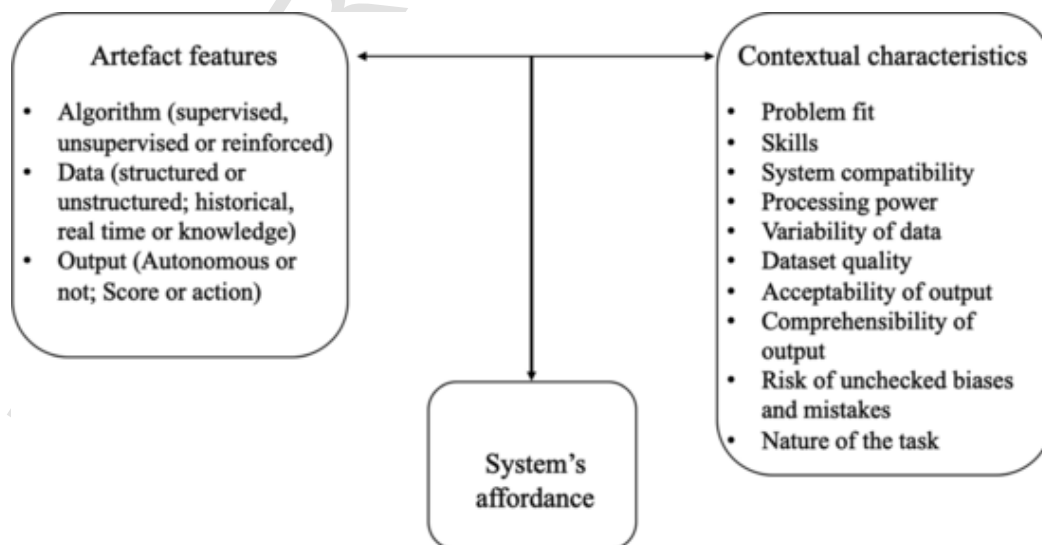 Artefact features
• Algorithm (supervised,
unsupervised or reinforced)
• Data (structured or
unstructured; historical,
real time or knowledge)
• Output (Autonomous or
not; Score or action)
Contextual characteristics
• Problem fit
• Skills
• System compatibility
• Processing power
• Variability of data
• Dataset quality
• Acceptability of output
• Comprehensibility of
output
• Risk of unchecked biases
and mistakes
• Nature of the task
System's
affordance